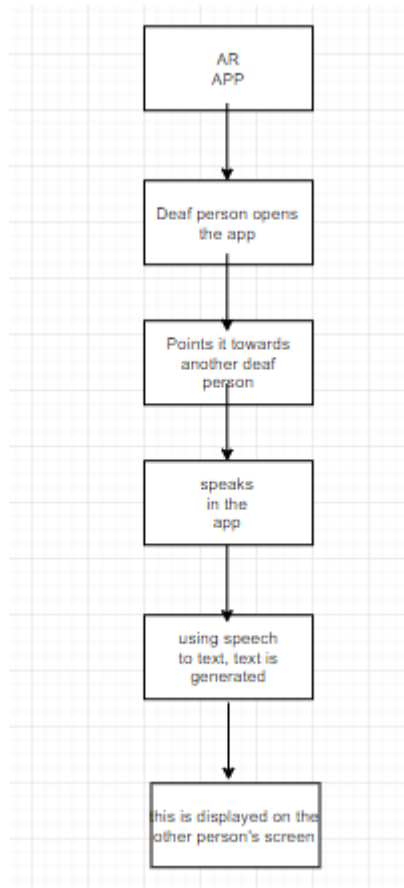 AR
APP
Deaf person opens
the app
Points it towards
another deaf
person
speaks
in the
app
using speech
to text, text is
generated
this is displayed on the
other person's screen